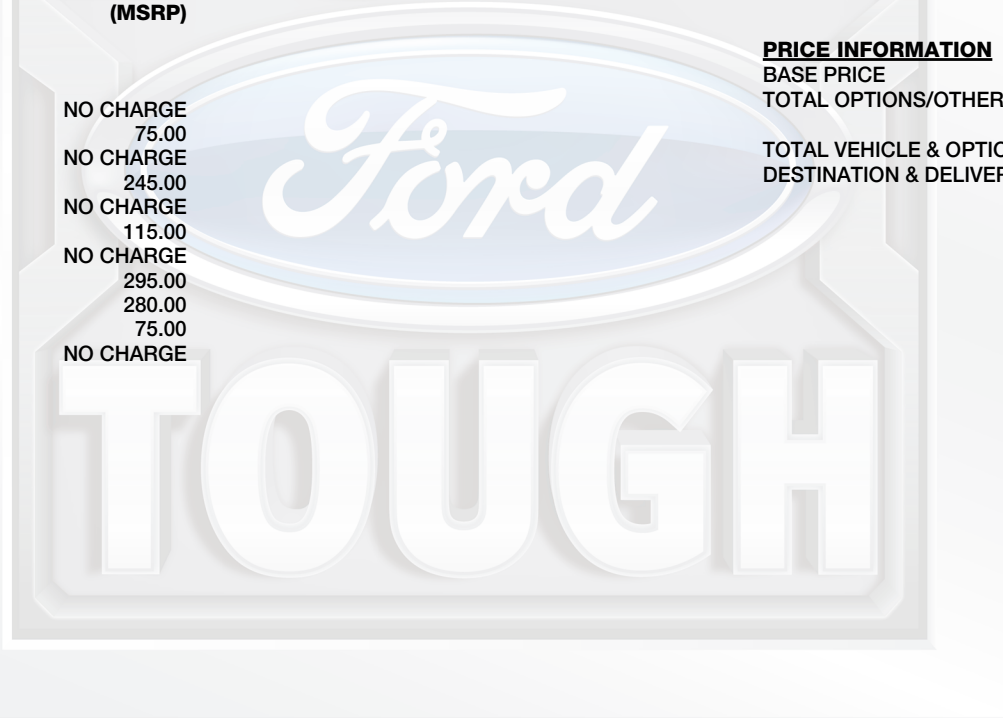 (MSRP)
NO CHARGE
75.00
NO CHARGE
245.00
NO CHARGE
115.00
NO CHARGE
295.00
280.00
75.00
NO CHARGE
PRICE INFORMATION
BASE PRICE
TOTAL OPTIONS/OTHER
TOTAL VEHICLE & OPTIO
DESTINATION & DELIVER
Ford
TOUGH